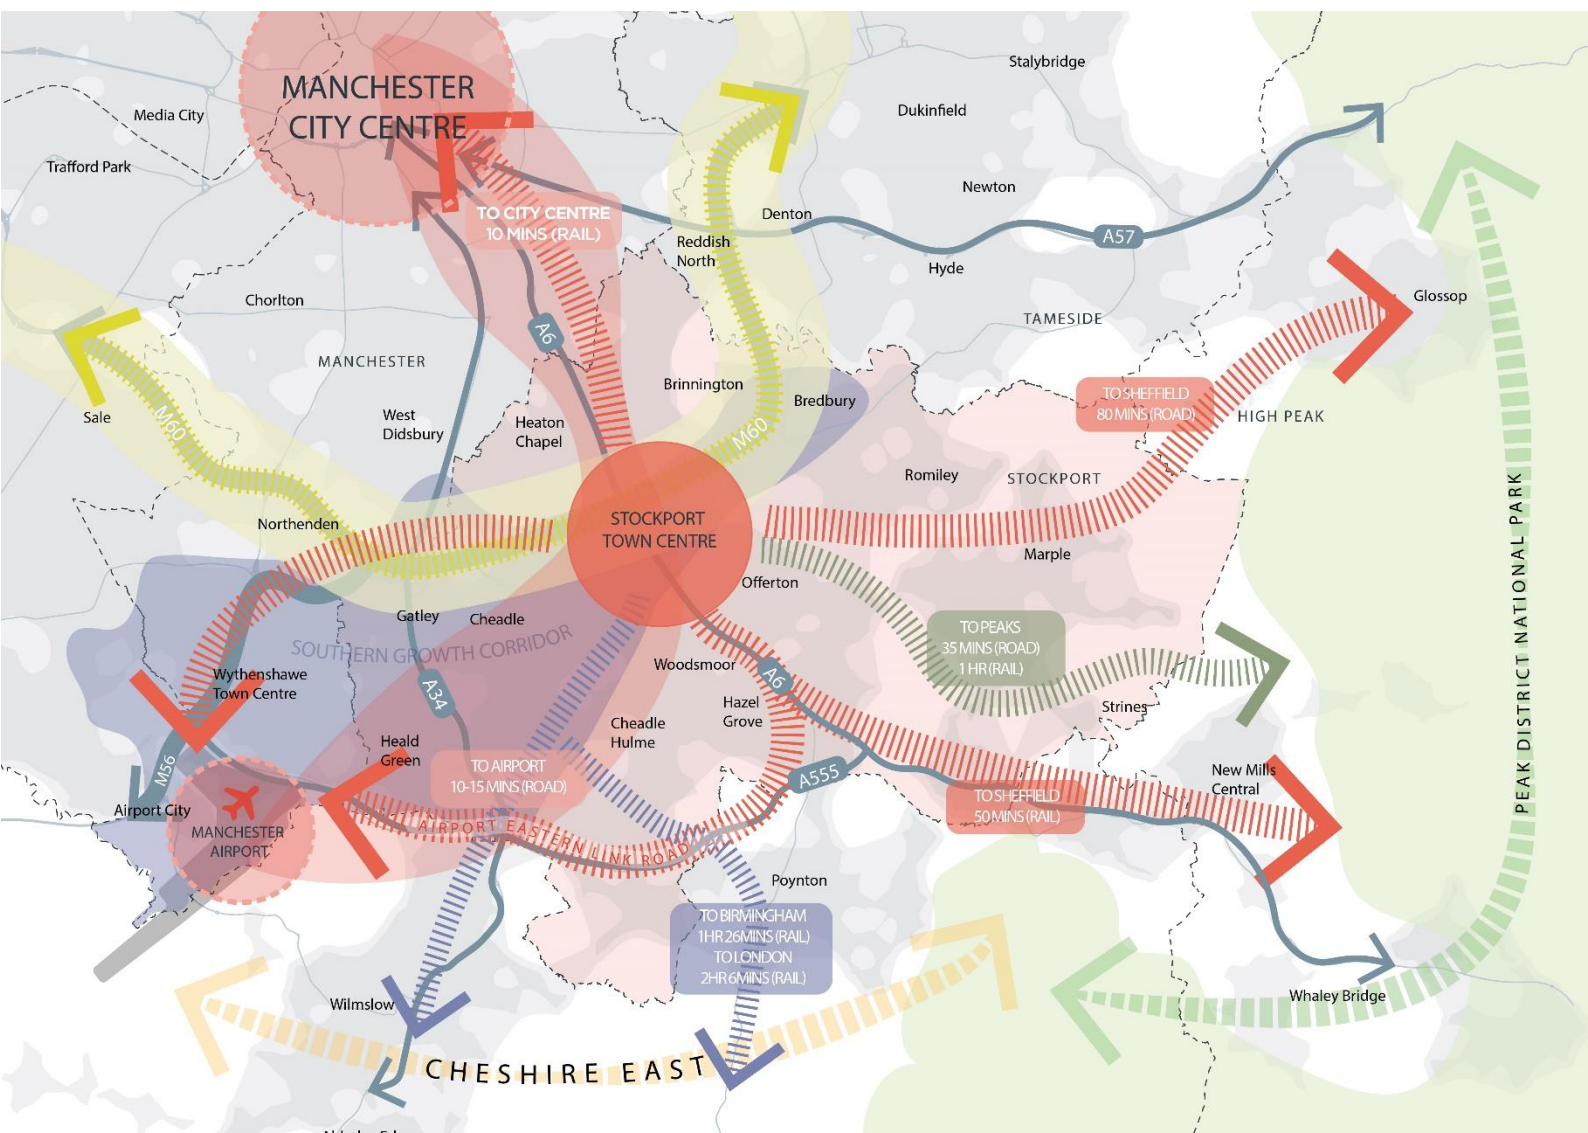 Stalybridge
MANCHESTER
CITY CENTRE
Media City
Dukinfield
Trafford Park
Newton
TO CITY CENTRE
10 MINS (RAIL)
Denton
A57
Reddish
North
Hyde
Chorlton
Glossop
TAMESIDE
A6
MANCHESTER
Brinnington
Bredbury
TO SHEFFIELD
80 MINS (ROAD)
HIGH PEAK
Sale
M60
West
Didsbury
Heaton
Chapel
M60
Romiley
STOCKPORT
STOCKPORT
TOWN CENTRE
Northenden
Marple
Offerton
PEAK DISTRICT NATIONAL PARK
Gatley
Cheadle
SOUTHERN GROWTH CORRIDOR
TO PEAKS
35 MINS (ROAD)
1 HR (RAIL)
Woodsmoor
Wythenshawe
Town Centre
A34
A6
Hazel
Grove
Strines
Cheadle
Hulme
Heald
Green
TO AIRPORT
10-15 MINS (ROAD)
A555
M56
New Mills
Central
TO SHEFFIELD
50 MINS (RAIL)
Airport City
MANCHESTER
AIRPORT
AIRPORT EASTERN LINK ROAD
Poynton
TO BIRMINGHAM
1HR 26MINS (RAIL)
TO LONDON
2HR 6MINS (RAIL)
Wilmslow
Whaley Bridge
CHESHIRE EAST